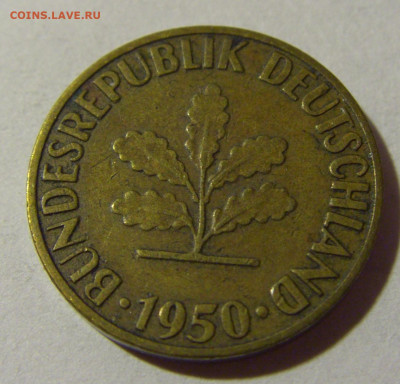 COINS.LAVE.RU
BUNDESREPUBLIK DEUTSCHLAND
· 1950 ·